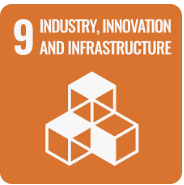 9 INDUSTRY, INNOVATION
AND INFRASTRUCTURE